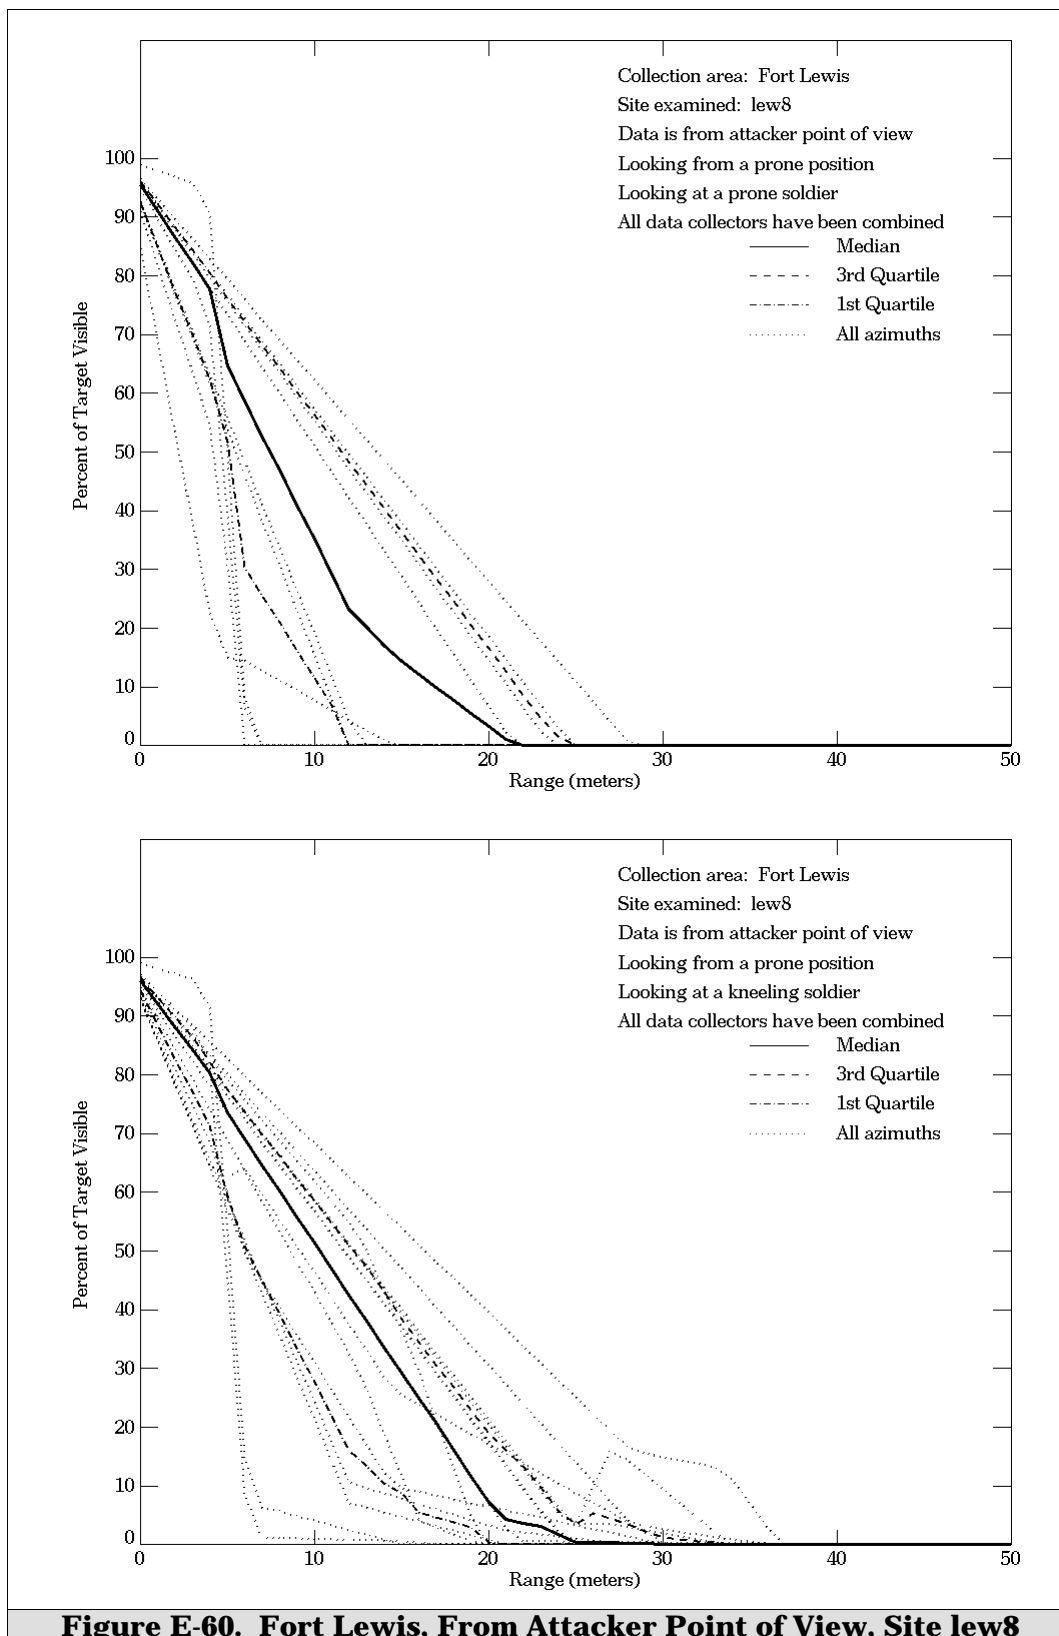 Collection area: Fort Lewis
Site examined: lew8
Data is from attacker point of view
Looking from a prone position
Looking at a prone soldier
All data collectors have been combined
Median
3rd Quartile
1st Quartile
All azimuths
Percent of Target Visible
100
90
80
70
60
50
40
30
20
10
0
0 10 20 30 40 50
Range (meters)
Collection area: Fort Lewis
Site examined: lew8
Data is from attacker point of view
Looking from a prone position
Looking at a kneeling soldier
All data collectors have been combined
Median
3rd Quartile
1st Quartile
All azimuths
Percent of Target Visible
100
90
80
70
60
50
40
30
20
10
0
0 10 20 30 40 50
Range (meters)
Figure E-60. Fort Lewis, From Attacker Point of View, Site lew8